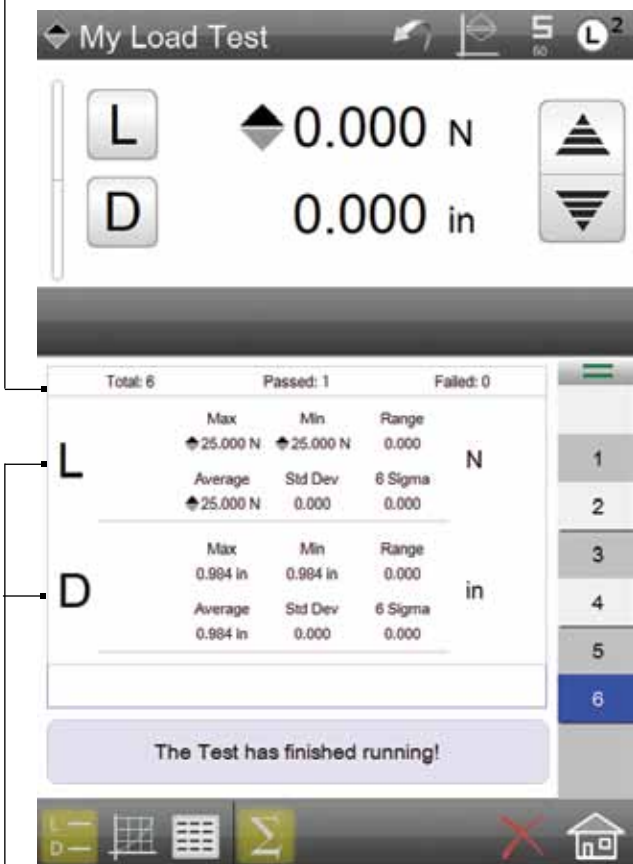 My Load Test
S
60
L 2
L 0.000 N
D 0.000 in
Total: 6 Passed: 1 Failed: 0
Max Min Range
L 25.000 N 25.000 N 0.000 N
Average Std Dev 6 Sigma
25.000 N 0.000 0.000
Max Min Range
D 0.984 in 0.984 in 0.000 in
Average Std Dev 6 Sigma
0.984 in 0.000 0.000
1
2
3
4
5
6
The Test has finished running!
L
D
Σ